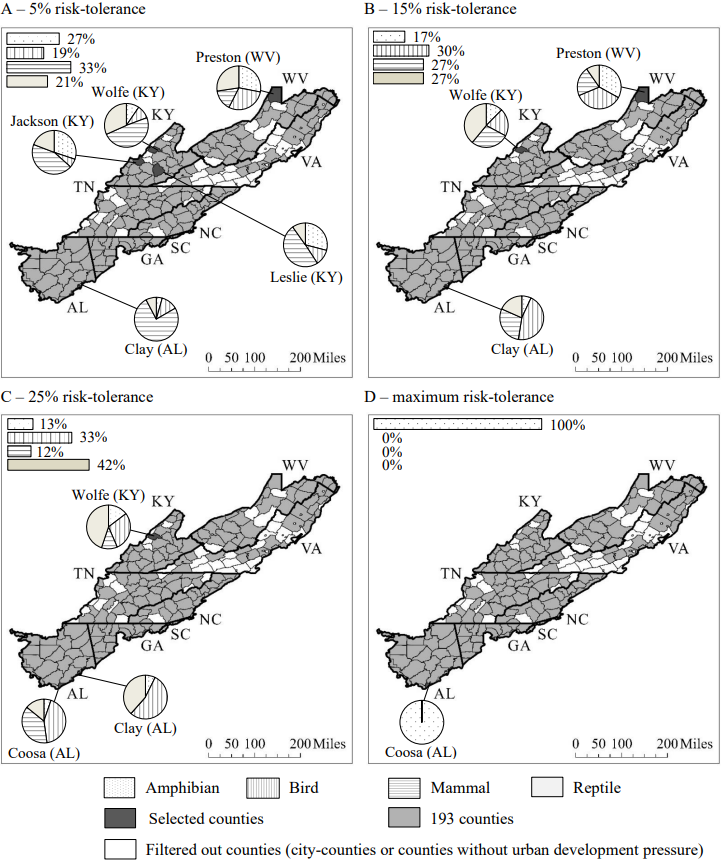 A – 5% risk-tolerance
27%
19%
33%
21%
Preston (WV)
WV
Wolfe (KY)
KY
Jackson (KY)
VA
TN
NC
SC
GA
Leslie (KY)
AL
Clay (AL)
0 50 100 200 Miles
B – 15% risk-tolerance
17%
30%
27%
27%
Preston (WV)
WV
Wolfe (KY)
KY
VA
TN
NC
SC
GA
AL
Clay (AL)
0 50 100 200 Miles
C – 25% risk-tolerance
13%
33%
12%
42%
WV
Wolfe (KY)
KY
VA
TN
NC
SC
GA
AL
Clay (AL)
Coosa (AL)
0 50 100 200 Miles
D – maximum risk-tolerance
100%
0%
0%
0%
WV
KY
VA
TN
NC
SC
GA
AL
Coosa (AL)
0 50 100 200 Miles
Amphibian Bird Mammal Reptile
Selected counties 193 counties
Filtered out counties (city-counties or counties without urban development pressure)